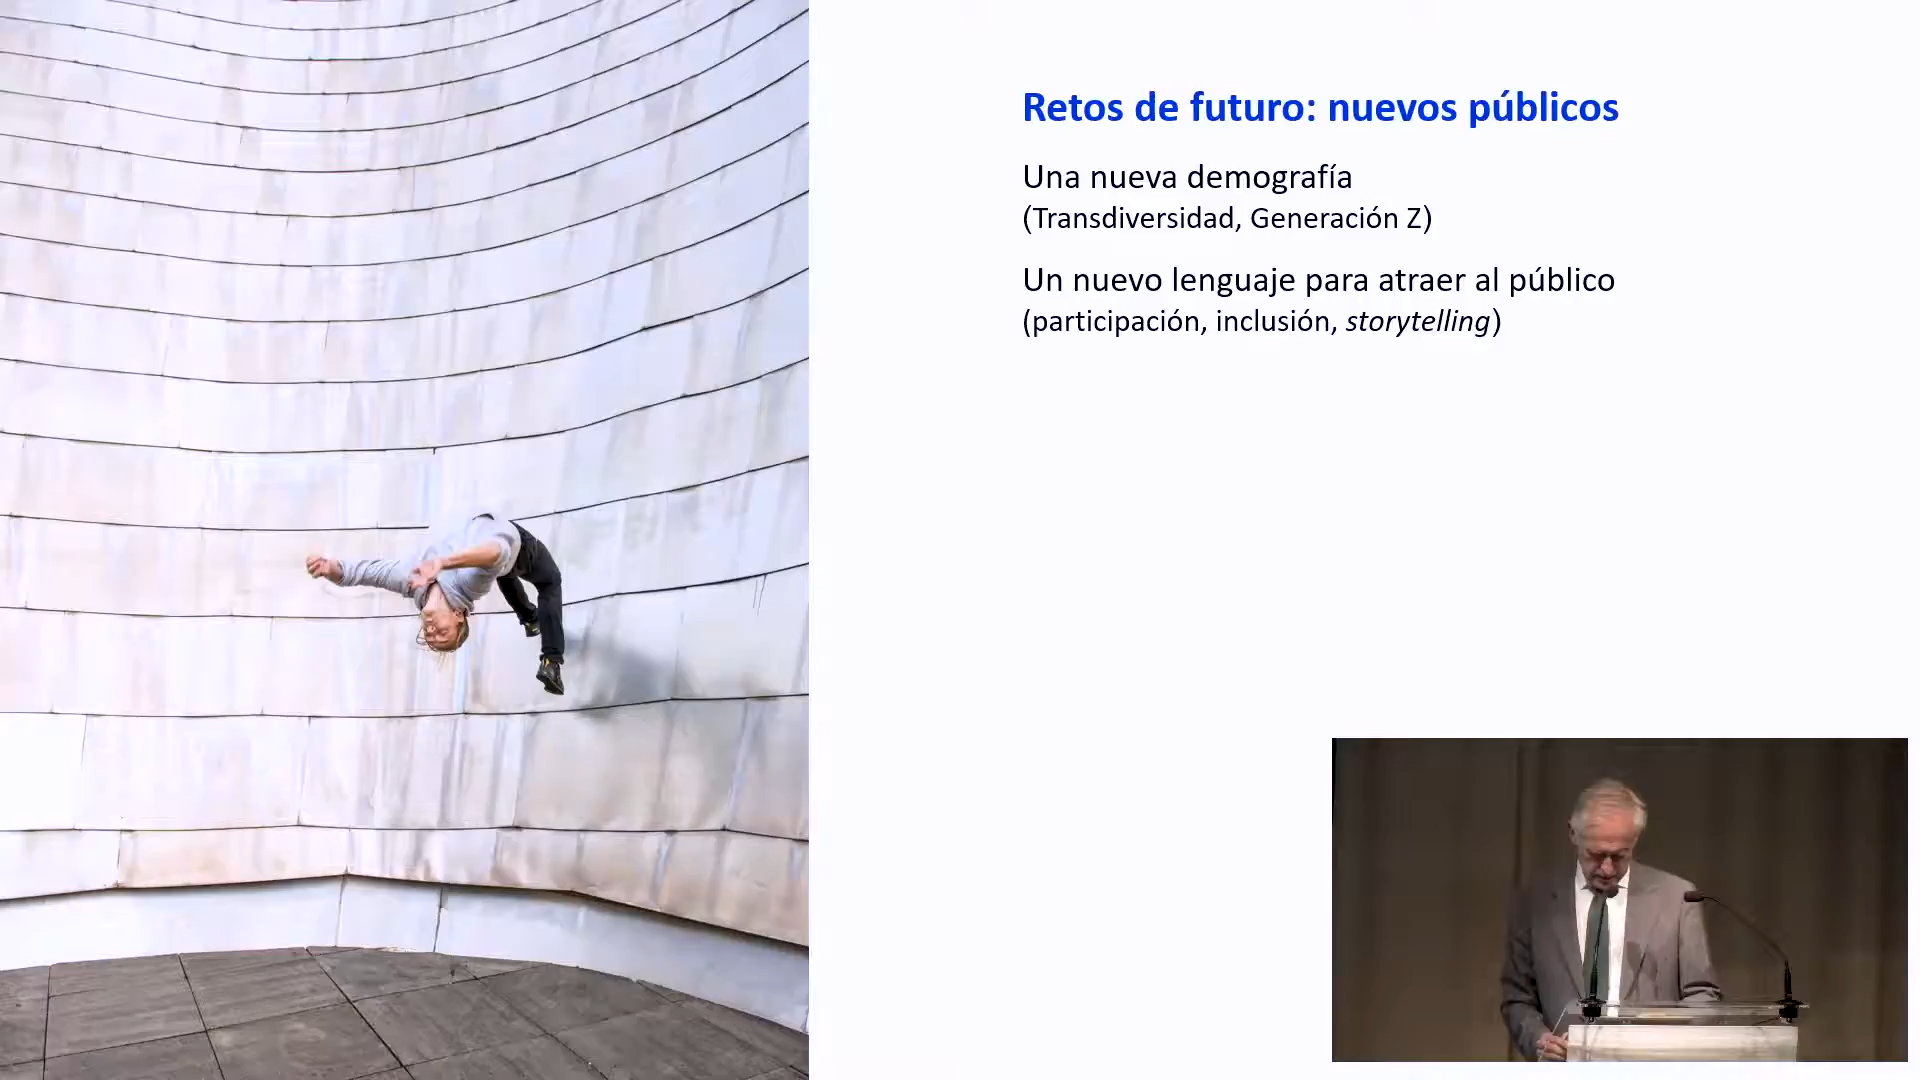 Retos de futuro: nuevos públicos
Una nueva demografía
(Transdiversidad, Generación Z)
Un nuevo lenguaje para atraer al público
(participación, inclusión, storytelling)